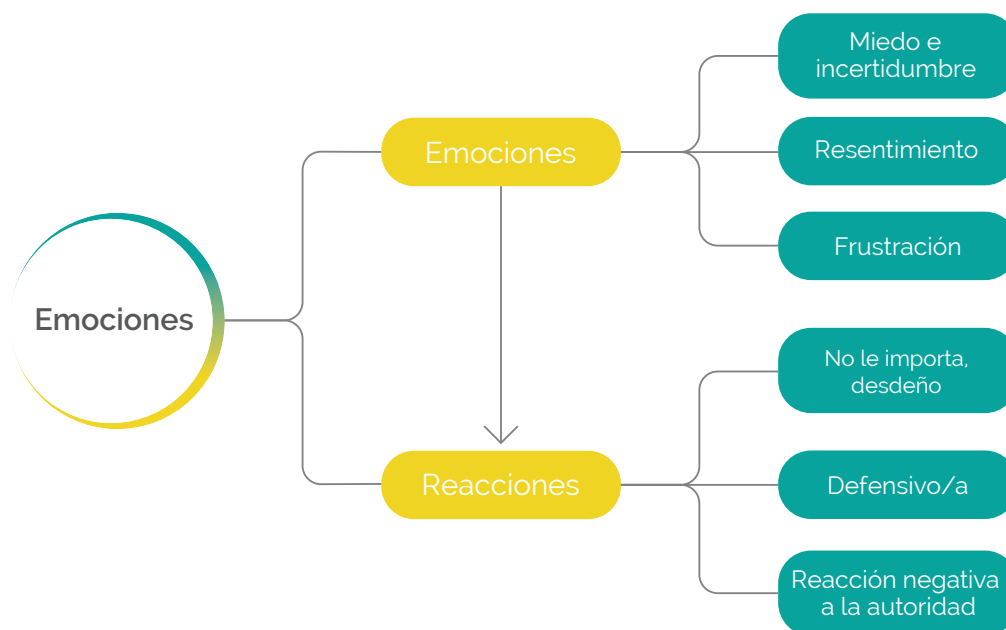 Emociones
Emociones
Miedo e
incertidumbre
Resentimiento
Frustración
Reacciones
No le importa,
desdeño
Defensivo/a
Reacción negativa
a la autoridad